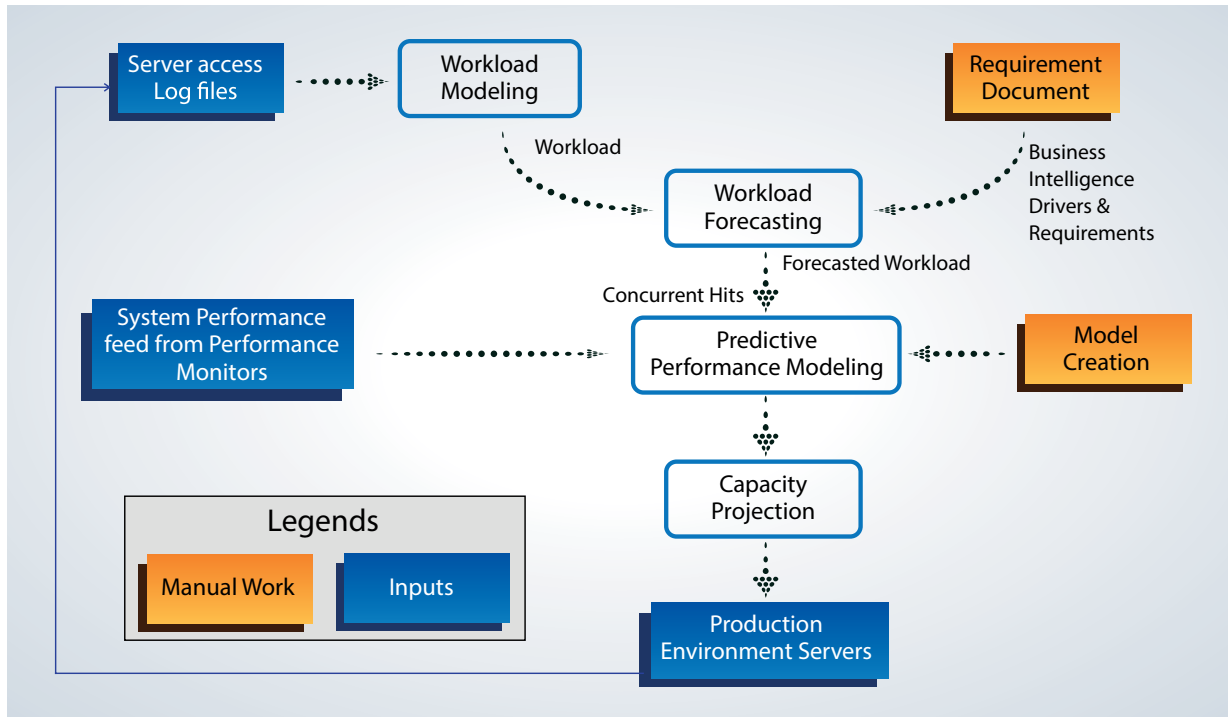 Server access
Log files
Workload
Modeling
Requirement
Document
Workload
Business
Intelligence
Drivers &
Requirements
Workload
Forecasting
Forecasted Workload
Concurrent Hits
System Performance
feed from Performance
Monitors
Predictive
Performance Modeling
Model
Creation
Capacity
Projection
Legends
Manual Work
Inputs
Production
Environment Servers